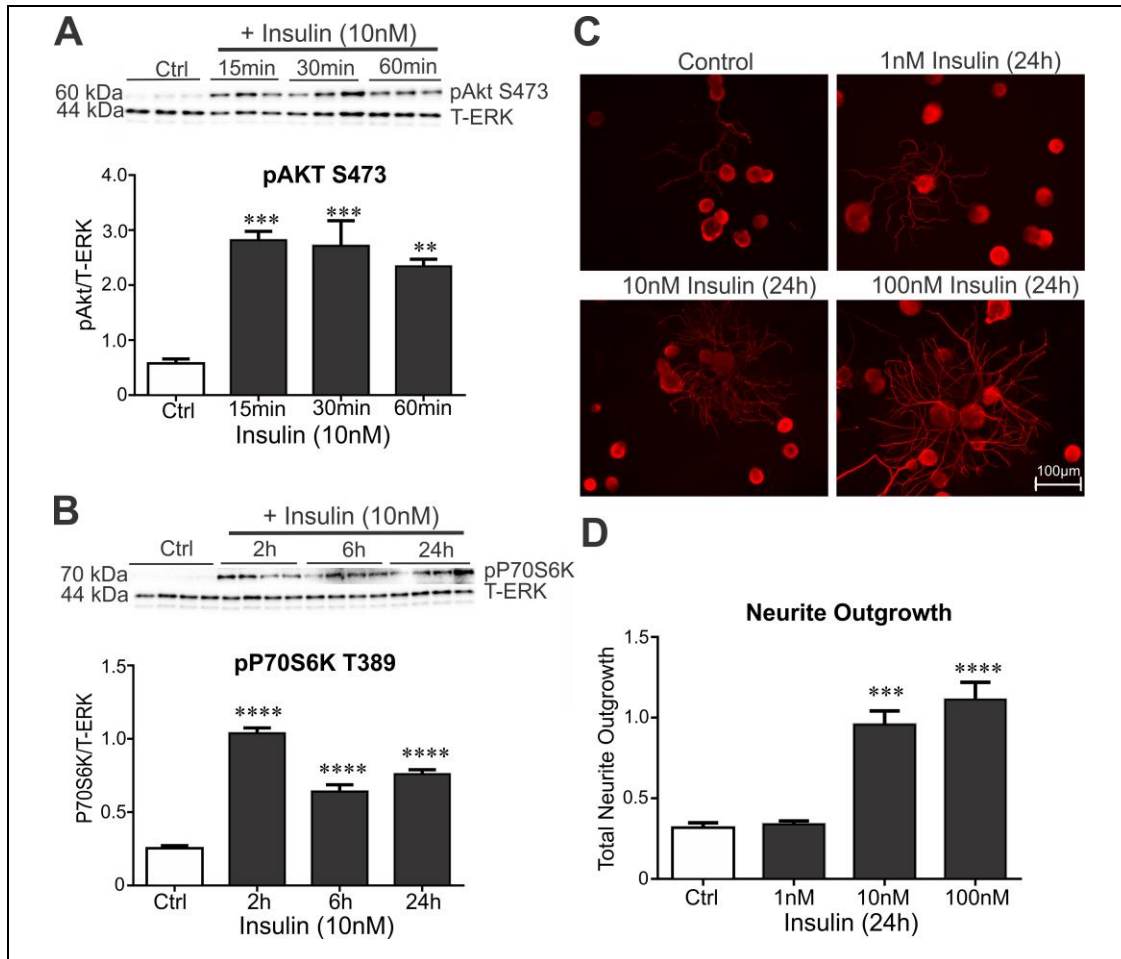 A
+ Insulin (10nM)
Ctrl 15min 30min 60min
60 kDa pAkt S473
44 kDa T-ERK
pAKT S473
pAkt/T-ERK
4.0
3.0
2.0
1.0
0
*** *** **
Ctrl 15min 30min 60min
Insulin (10nM)
B
+ Insulin (10nM)
Ctrl 2h 6h 24h
70 kDa pP70S6K
44 kDa T-ERK
pP70S6K T389
P70S6K/T-ERK
1.5
1.0
0.5
0
**** **** ****
Ctrl 2h 6h 24h
Insulin (10nM)
C
Control 1nM Insulin (24h)
10nM Insulin (24h) 100nM Insulin (24h)
100µm
D
Neurite Outgrowth
Total Neurite Outgrowth
1.5
1.0
0.5
0
*** ****
Ctrl 1nM 10nM 100nM
Insulin (24h)